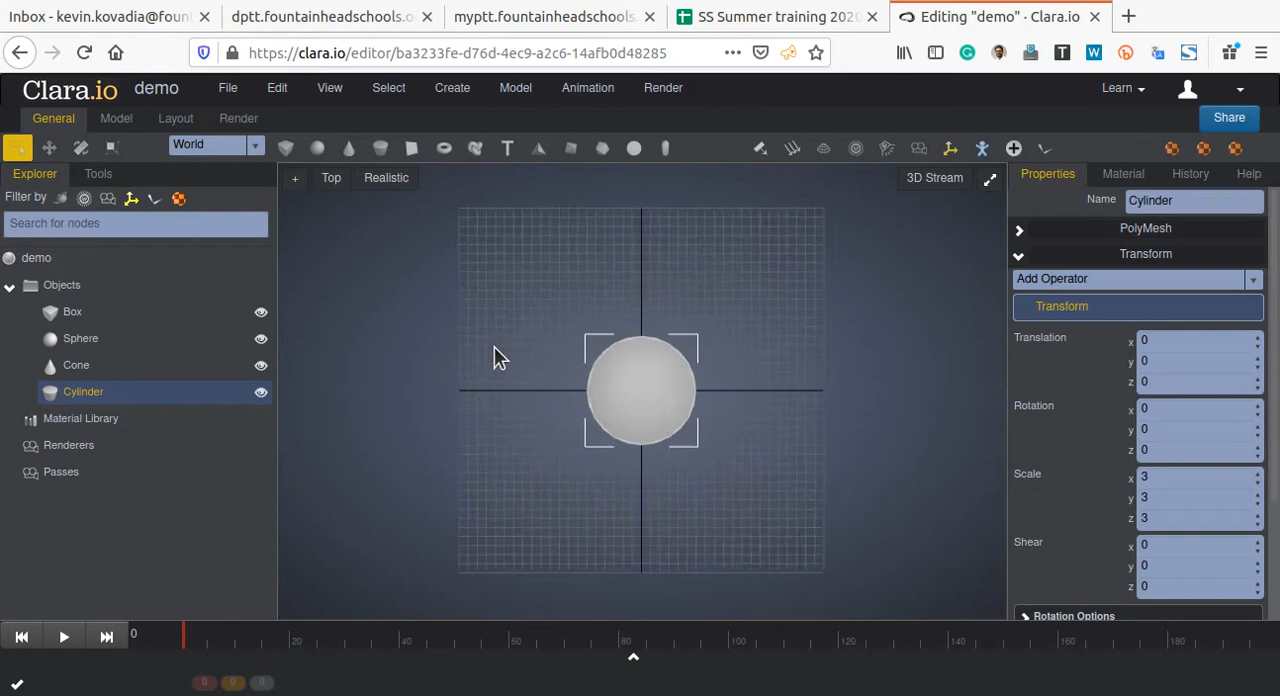 Inbox - kevin.kovadia@foun
dptt.fountainheadschools.o
myptt.fountainheadschools.
SS Summer training 2020
Editing "demo" · Clara.io
https://clara.io/editor/ba3233fe-d76d-4ec9-a2c6-14afb0d48285
Clara.io demo File Edit View Select Create Model Animation Render Learn
General Model Layout Render Share
World
Explorer Tools + Top Realistic 3D Stream Properties Material History Help
Filter by Name Cylinder
Search for nodes PolyMesh
demo Transform
Objects Add Operator
Box Transform
Sphere Translation x 0
Cone y 0
Cylinder z 0
Material Library Rotation x 0
Renderers y 0
Passes z 0
Scale x 3
y 3
z 3
Shear x 0
y 0
z 0
Rotation Options
0 20 40 60 80 100 120 140 160 180
0 0 0